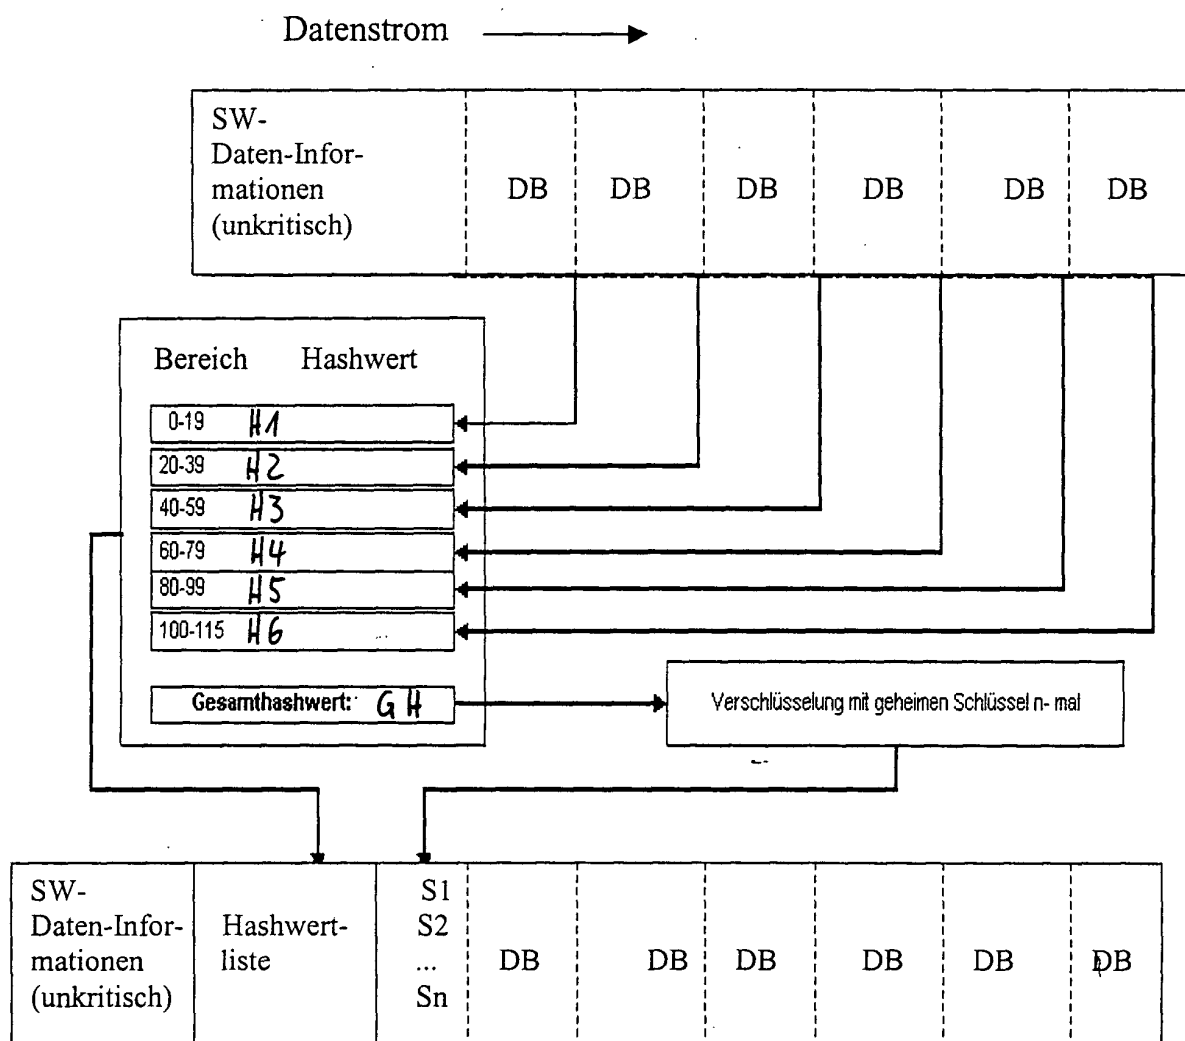 Datenstrom
SW-
Daten-Infor-
mationen
(unkritisch)
DB DB DB DB DB DB
Bereich Hashwert
0-19 H1
20-39 H2
40-59 H3
60-79 H4
80-99 H5
100-115 H6
Gesamthashwert: GH
Verschlüsselung mit geheimen Schlüssel n- mal
SW-
Daten-Infor-
mationen
(unkritisch)
Hashwert-
liste
S1
S2
...
Sn
DB DB DB DB DB DB